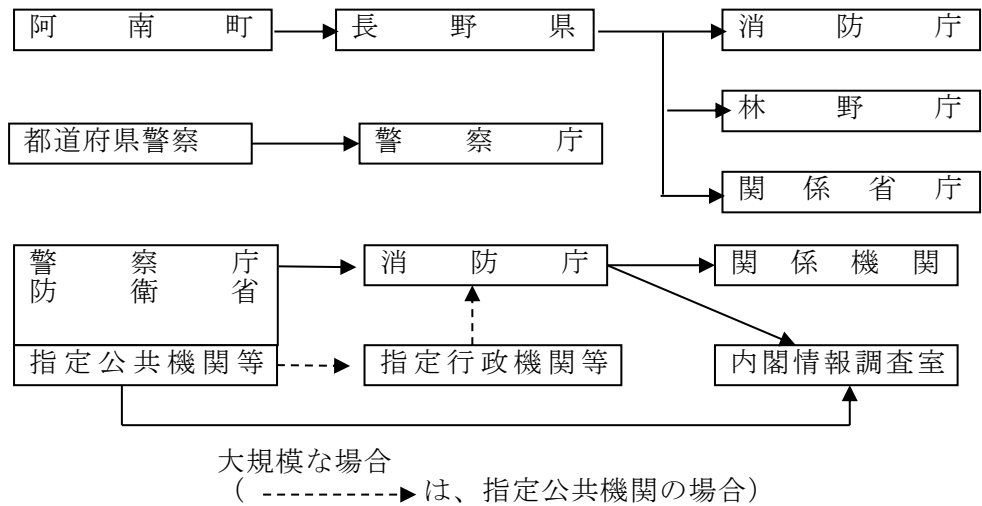 阿南町 長野県 消防庁
林野庁
都道府県警察 警察庁
関係省庁
警察庁 消防庁 関係機関
防衛省
指定公共機関等 指定行政機関等 内閣情報調査室
大規模な場合
（ は、指定公共機関の場合）